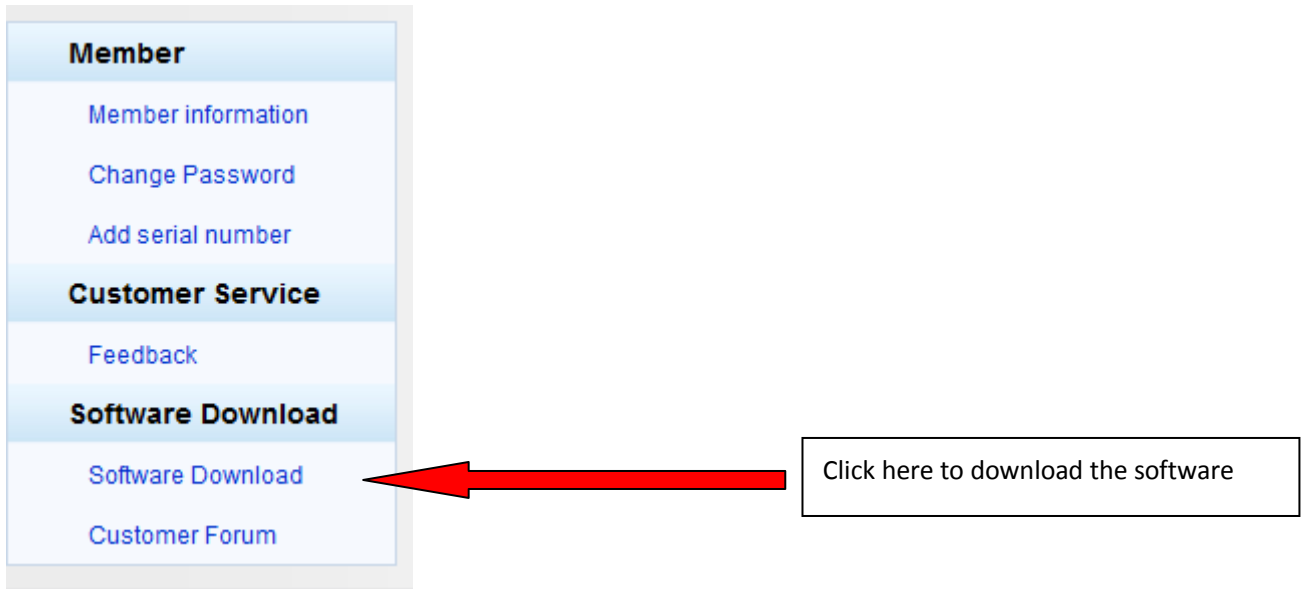 Member
Member information
Change Password
Add serial number
Customer Service
Feedback
Software Download
Software Download
Click here to download the software
Customer Forum